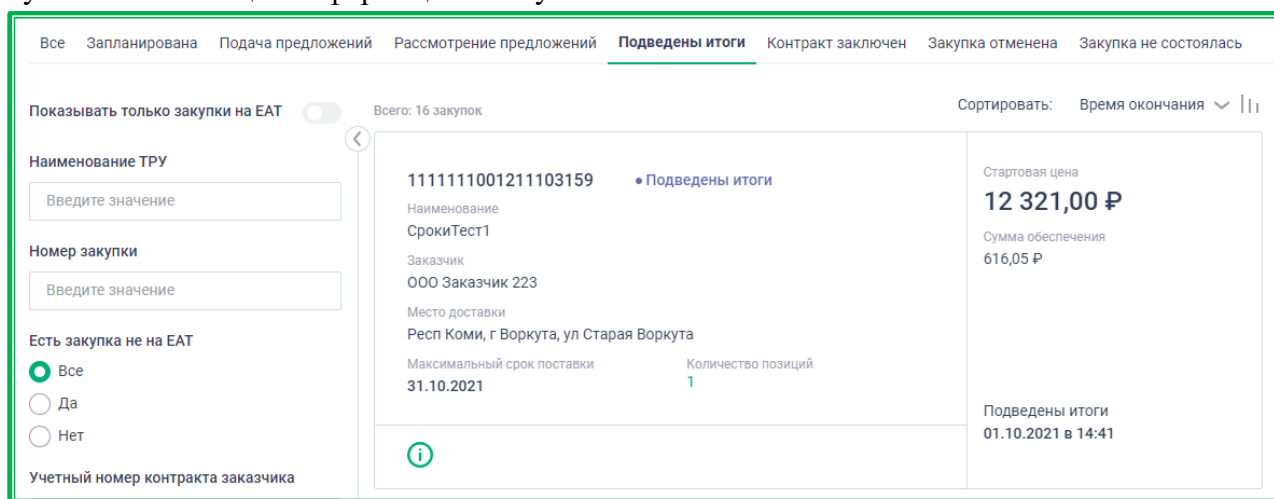 Все Запланирована Подача предложений Рассмотрение предложений Подведены итоги Контракт заключен Закупка отменена Закупка не состоялась
Показывать только закупки на ЕАТ
Всего: 16 закупок
Сортировать: Время окончания
Наименование ТРУ
Введите значение
Номер закупки
Введите значение
Есть закупка не на ЕАТ
Все
Да
Нет
Учетный номер контракта заказчика
1111111001211103159 • Подведены итоги
Наименование
СрокиТест1
Заказчик
ООО Заказчик 223
Место доставки
Респ Коми, г Воркута, ул Старая Воркута
Максимальный срок поставки Количество позиций
31.10.2021 1
Стартовая цена
12 321,00 ₽
Сумма обеспечения
616,05 ₽
Подведены итоги
01.10.2021 в 14:41